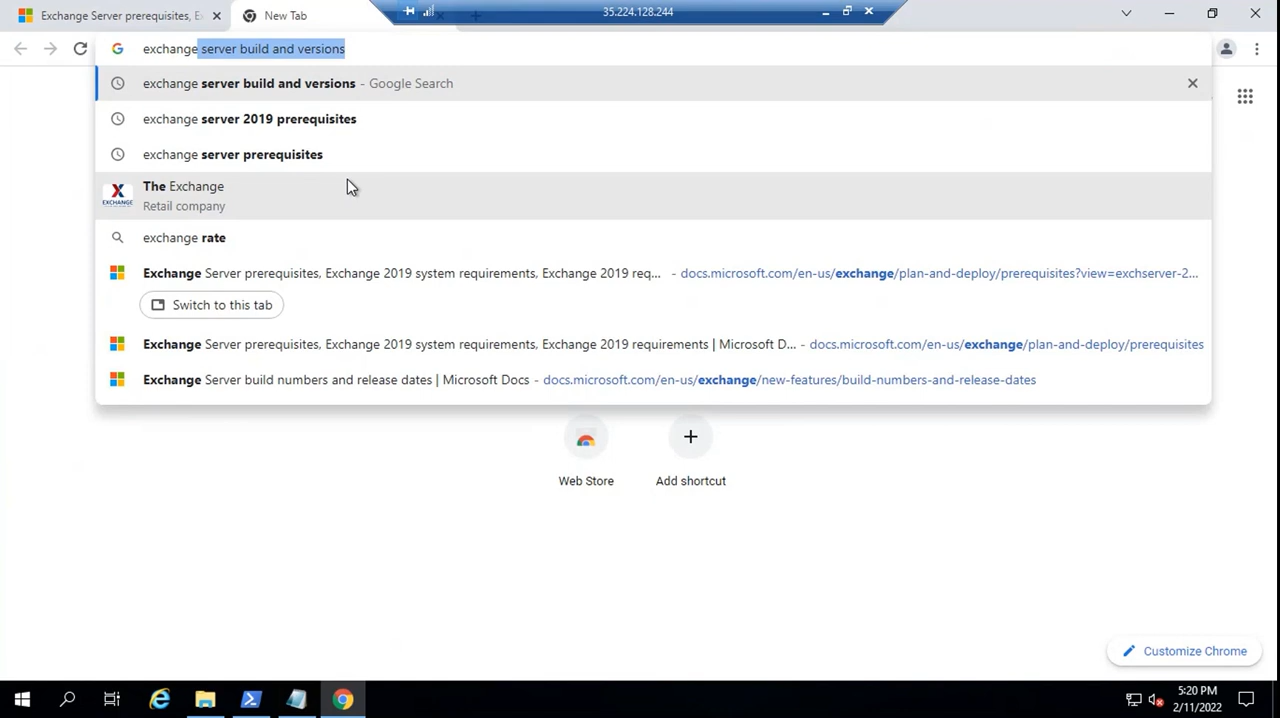 Exchange Server prerequisites, E
New Tab
35.224.128.244
exchange server build and versions
exchange server build and versions - Google Search
exchange server 2019 prerequisites
exchange server prerequisites
The Exchange
EXCHANGE
Retail company
exchange rate
Exchange Server prerequisites, Exchange 2019 system requirements, Exchange 2019 req... - docs.microsoft.com/en-us/exchange/plan-and-deploy/prerequisites?view=exchserver-2...
Switch to this tab
Exchange Server prerequisites, Exchange 2019 system requirements, Exchange 2019 requirements | Microsoft D... - docs.microsoft.com/en-us/exchange/plan-and-deploy/prerequisites
Exchange Server build numbers and release dates | Microsoft Docs - docs.microsoft.com/en-us/exchange/new-features/build-numbers-and-release-dates
Web Store
Add shortcut
Customize Chrome
5:20 PM
2/11/2022